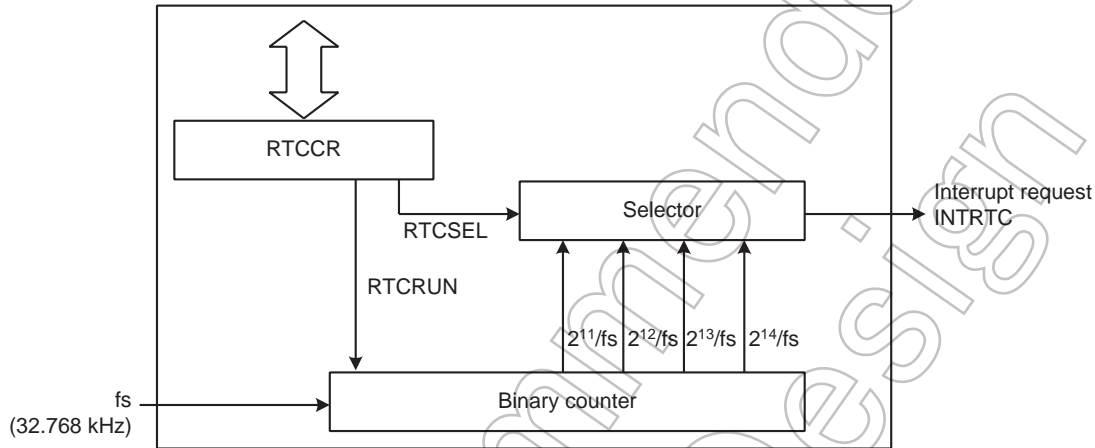 RTCCR
Selector
Interrupt request
INTRTC
RTCSEL
RTCRUN
2¹¹/fs 2¹²/fs 2¹³/fs 2¹⁴/fs
fs
(32.768 kHz)
Binary counter
esign